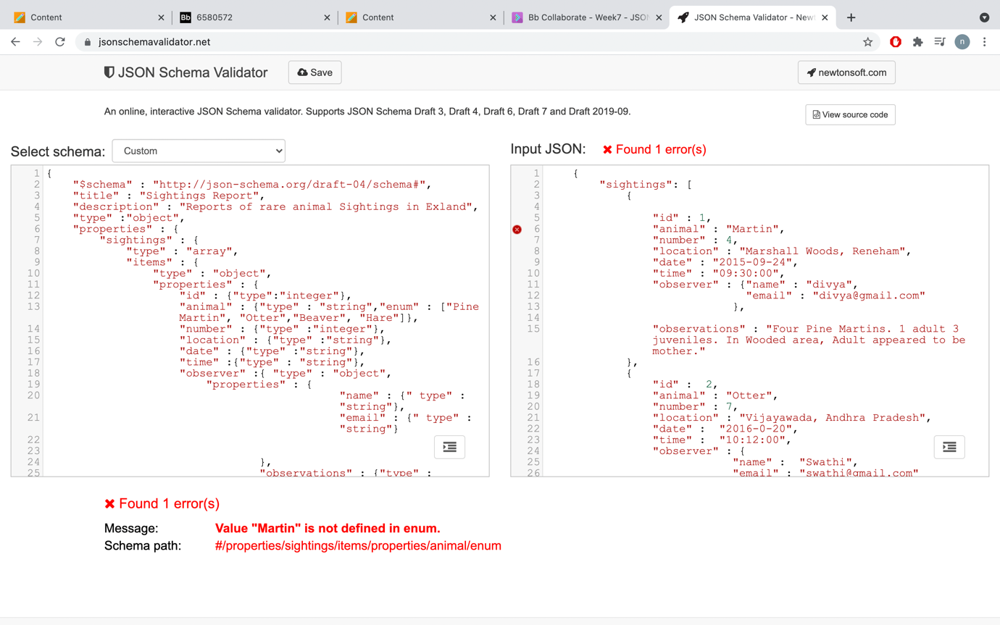 Content
Bb 6580572
Content
Bb Collaborate - Week7 - JSO
JSON Schema Validator - Newt
jsonschemavalidator.net
n
JSON Schema Validator
Save
newtonsoft.com
An online, interactive JSON Schema validator. Supports JSON Schema Draft 3, Draft 4, Draft 6, Draft 7 and Draft 2019-09.
View source code
Select schema:
Custom
1 {
2 "$schema" : "http://json-schema.org/draft-04/schema#",
3 "title" : "Sightings Report",
4 "description" : "Reports of rare animal Sightings in Exland",
5 "type" :"object",
6 "properties" : {
7 "sightings" : {
8 "type" : "array",
9 "items" : {
10 "type" : "object",
11 "properties" : {
12 "id" : {"type":"integer"},
13 "animal" : {"type" : "string","enum" : ["Pine
Martin", "Otter","Beaver", "Hare"]},
14 "number" : {"type" :"integer"},
15 "location" : {"type" :"string"},
16 "date" : {"type" :"string"},
17 "time" :{"type" : "string"},
18 "observer" :{ "type" : "object",
19 "properties" : {
20 "name" : {" type" :
"string"},
21 "email" : {" type" :
"string"}
22
23
24 },
25 "observations" : {"type" :
Input JSON:
Found 1 error(s)
1 {
2 "sightings": [
3 {
4
5 "id" : 1,
6 "animal" : "Martin",
7 "number" : 4,
8 "location" : "Marshall Woods, Reneham",
9 "date" : "2015-09-24",
10 "time" : "09:30:00",
11 "observer" : {"name" : "divya",
12 "email" : "divya@gmail.com"
13 },
14
15 "observations" : "Four Pine Martins. 1 adult 3
juveniles. In Wooded area, Adult appeared to be
mother."
16 },
17 {
18 "id" : 2,
19 "animal" : "Otter",
20 "number" : 7,
21 "location" : "Vijayawada, Andhra Pradesh",
22 "date" : "2016-0-20",
23 "time" : "10:12:00",
24 "observer" : {
25 "name" : "Swathi",
26 "email" : "swathi@gmail.com"
Found 1 error(s)
Message: Value "Martin" is not defined in enum.
Schema path: #/properties/sightings/items/properties/animal/enum